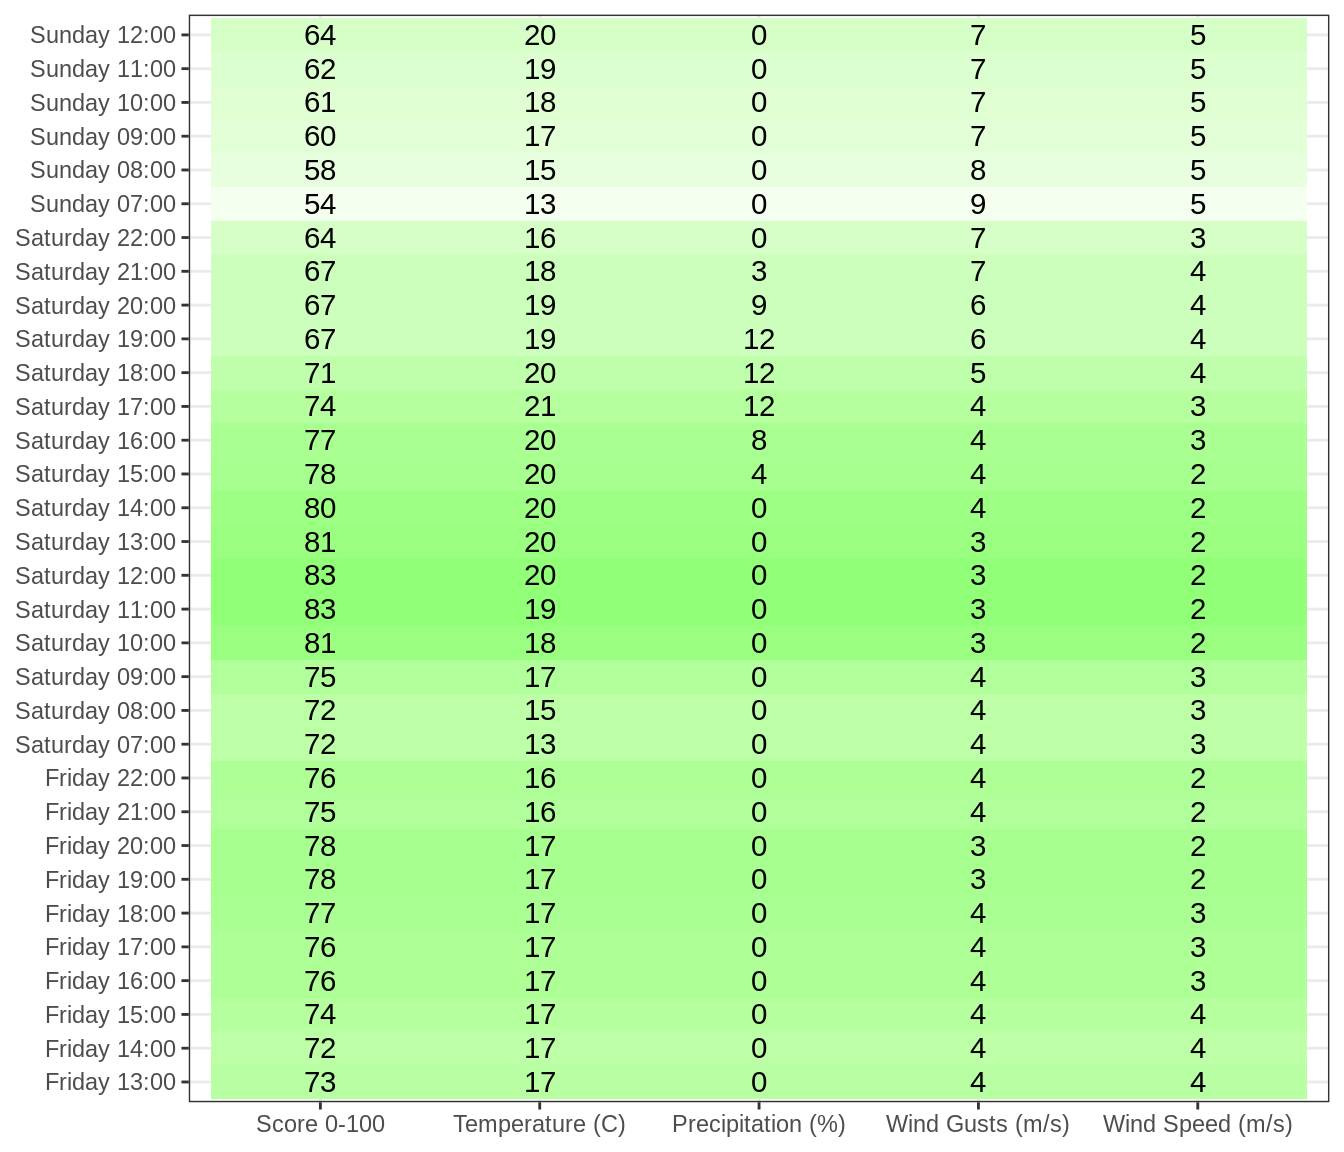 Sunday 12:00 64 20 0 7 5
Sunday 11:00 62 19 0 7 5
Sunday 10:00 61 18 0 7 5
Sunday 09:00 60 17 0 7 5
Sunday 08:00 58 15 0 8 5
Sunday 07:00 54 13 0 9 5
Saturday 22:00 64 16 0 7 3
Saturday 21:00 67 18 3 7 4
Saturday 20:00 67 19 9 6 4
Saturday 19:00 67 19 12 6 4
Saturday 18:00 71 20 12 5 4
Saturday 17:00 74 21 12 4 3
Saturday 16:00 77 20 8 4 3
Saturday 15:00 78 20 4 4 2
Saturday 14:00 80 20 0 4 2
Saturday 13:00 81 20 0 3 2
Saturday 12:00 83 20 0 3 2
Saturday 11:00 83 19 0 3 2
Saturday 10:00 81 18 0 3 2
Saturday 09:00 75 17 0 4 3
Saturday 08:00 72 15 0 4 3
Saturday 07:00 72 13 0 4 3
Friday 22:00 76 16 0 4 2
Friday 21:00 75 16 0 4 2
Friday 20:00 78 17 0 3 2
Friday 19:00 78 17 0 3 2
Friday 18:00 77 17 0 4 3
Friday 17:00 76 17 0 4 3
Friday 16:00 76 17 0 4 3
Friday 15:00 74 17 0 4 4
Friday 14:00 72 17 0 4 4
Friday 13:00 73 17 0 4 4
Score 0-100 Temperature (C) Precipitation (%) Wind Gusts (m/s) Wind Speed (m/s)